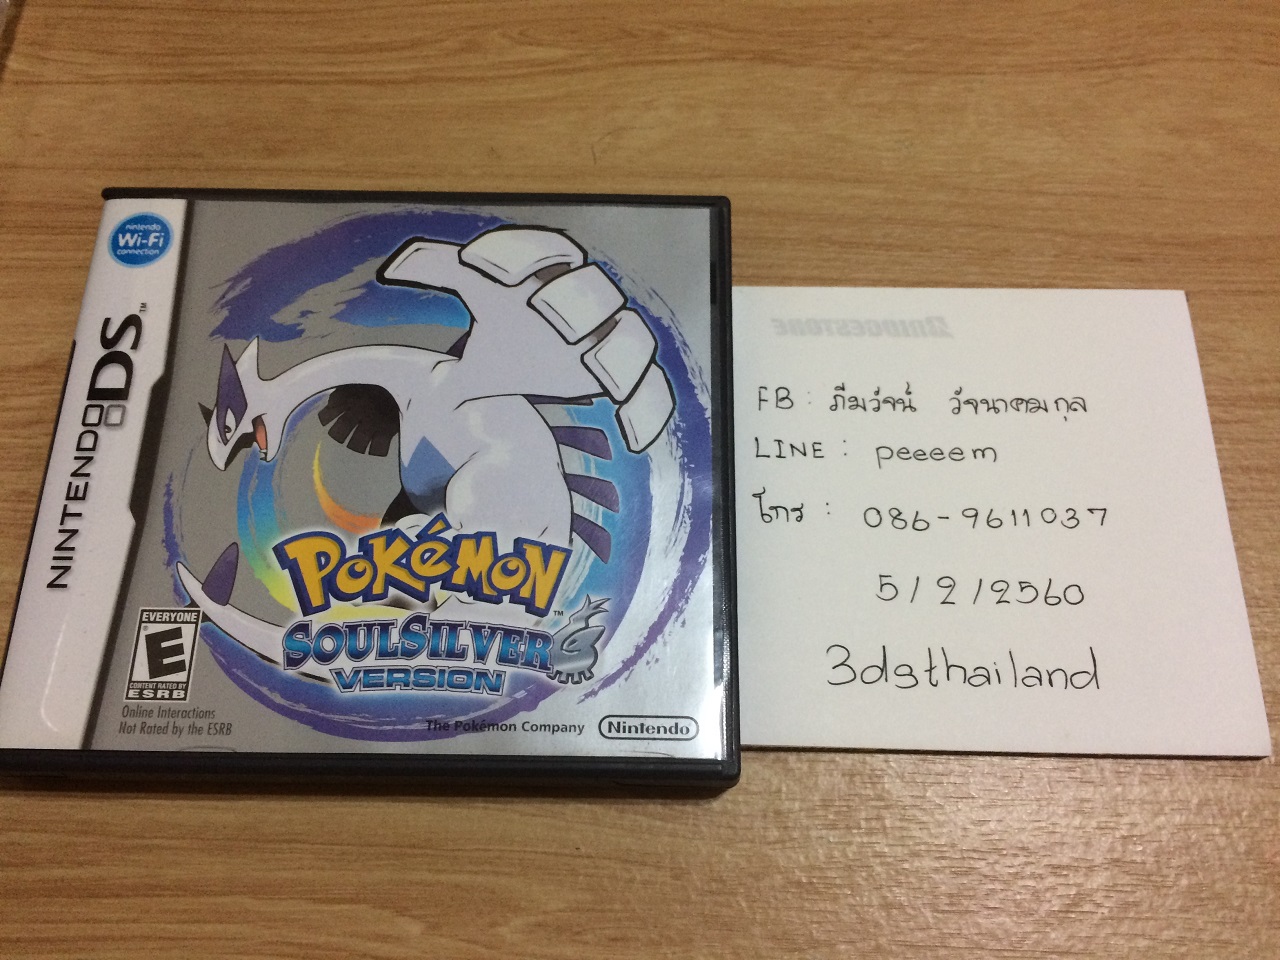 Nintendo
Wi-Fi
connection
NINTENDO DS™
POKéMON™
SOULSILVER
VERSION
EVERYONE
E
CONTENT RATED BY
ESRB
Online Interactions
Not Rated by the ESRB
The Pokémon Company
Nintendo
BRIDGESTONE
FB : ภีมวัจน์ วัจนาคมกุล
LINE : peeeem
โทร : 086-9611037
5/2/2560
3dsthailand